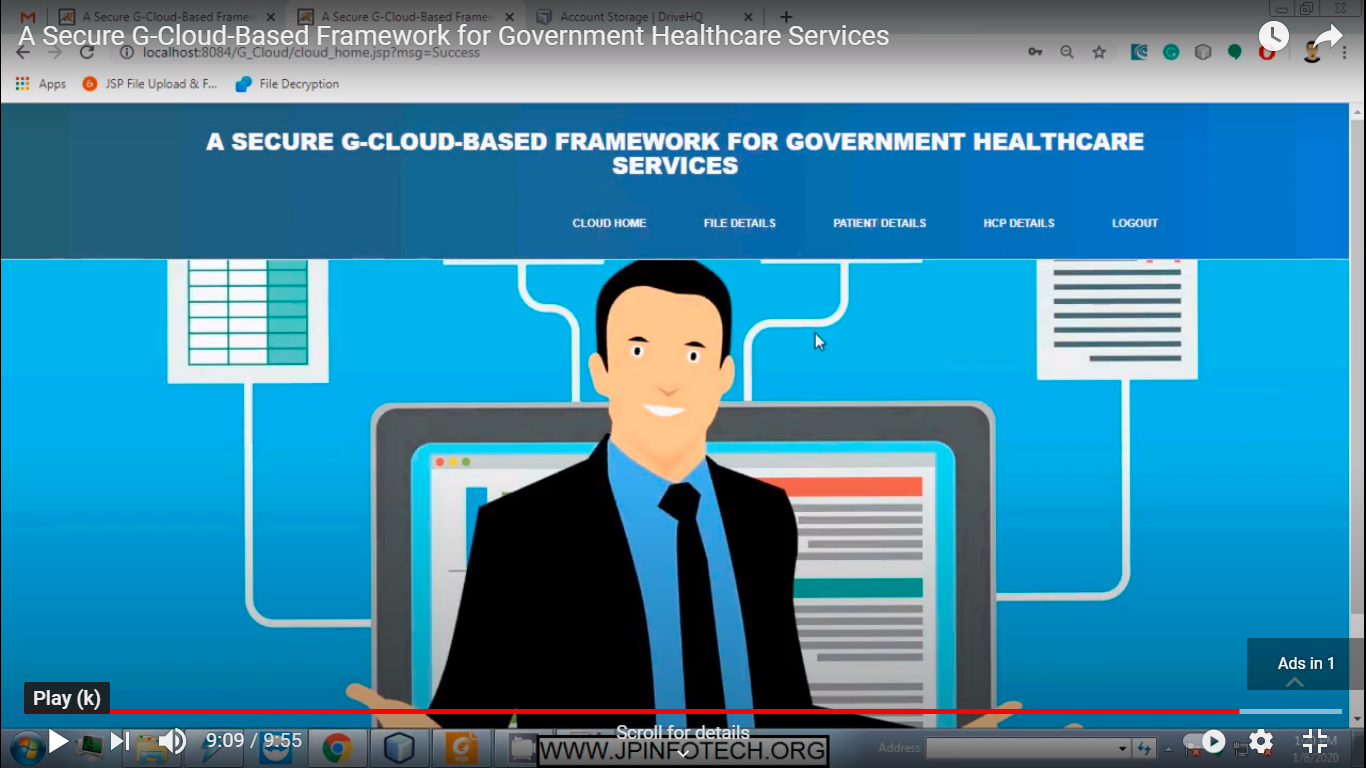 A Secure G-Cloud-Based Framew
A Secure G-Cloud-Based Framew
Account Storage | DriveHQ
A Secure G-Cloud-Based Framework for Government Healthcare Services
localhost:8084/G_Cloud/cloud_home.jsp?msg=Success
Apps
JSP File Upload & F...
File Decryption
A SECURE G-CLOUD-BASED FRAMEWORK FOR GOVERNMENT HEALTHCARE
SERVICES
CLOUD HOME
FILE DETAILS
PATIENT DETAILS
HCP DETAILS
LOGOUT
Ads in 1
Play (k)
9:09 / 9:55
Scroll for details
WWW.JPINFOTECH.ORG
Address
1/8/2020